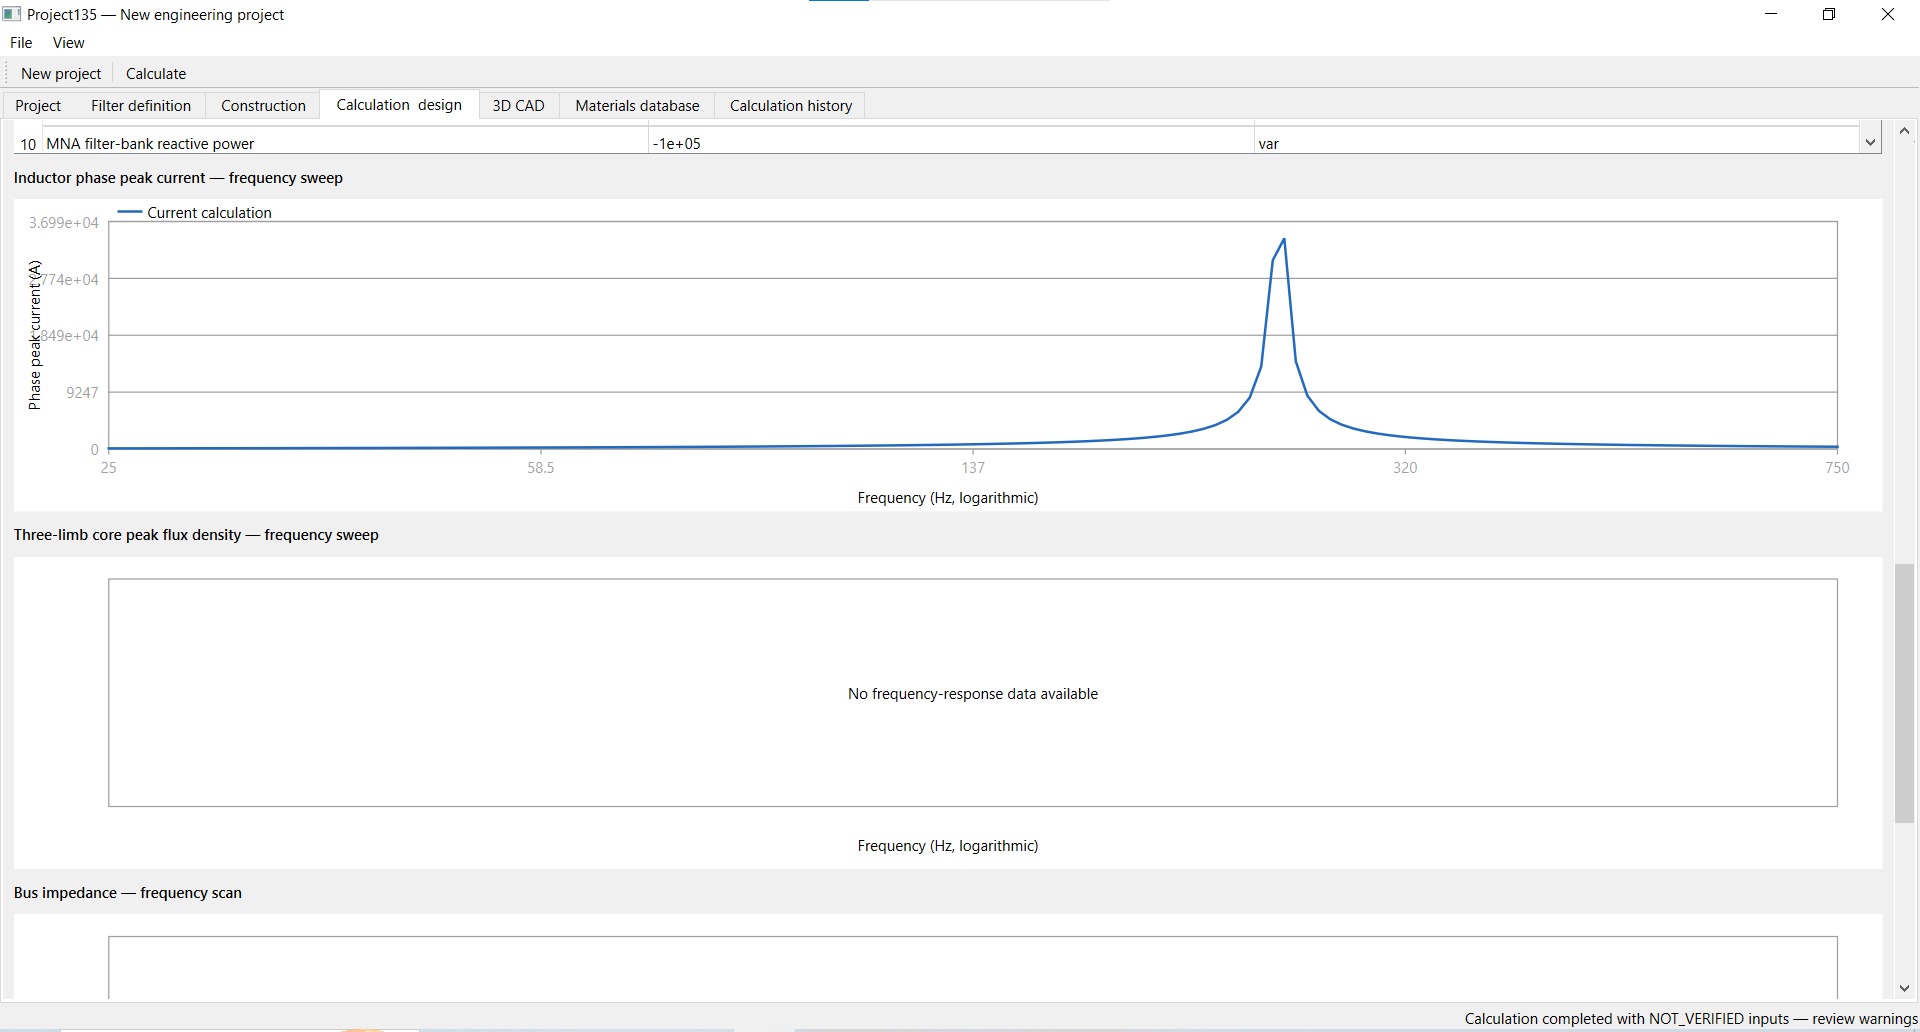 Project135 — New engineering project
File View
New project Calculate
Project Filter definition Construction Calculation design 3D CAD Materials database Calculation history
10 MNA filter-bank reactive power -1e+05 var
Inductor phase peak current — frequency sweep
Current calculation
3.699e+04
774e+04
849e+04
9247
0
Phase peak current (A)
25 58.5 137 320 750
Frequency (Hz, logarithmic)
Three-limb core peak flux density — frequency sweep
No frequency-response data available
Frequency (Hz, logarithmic)
Bus impedance — frequency scan
Calculation completed with NOT_VERIFIED inputs — review warnings